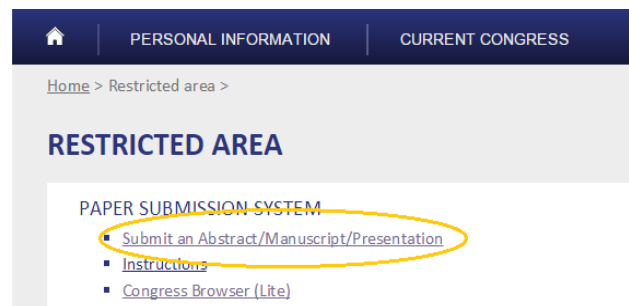 PERSONAL INFORMATION CURRENT CONGRESS
Home > Restricted area >
RESTRICTED AREA
PAPER SUBMISSION SYSTEM
Submit an Abstract/Manuscript/Presentation
Instructions
Congress Browser (Lite)